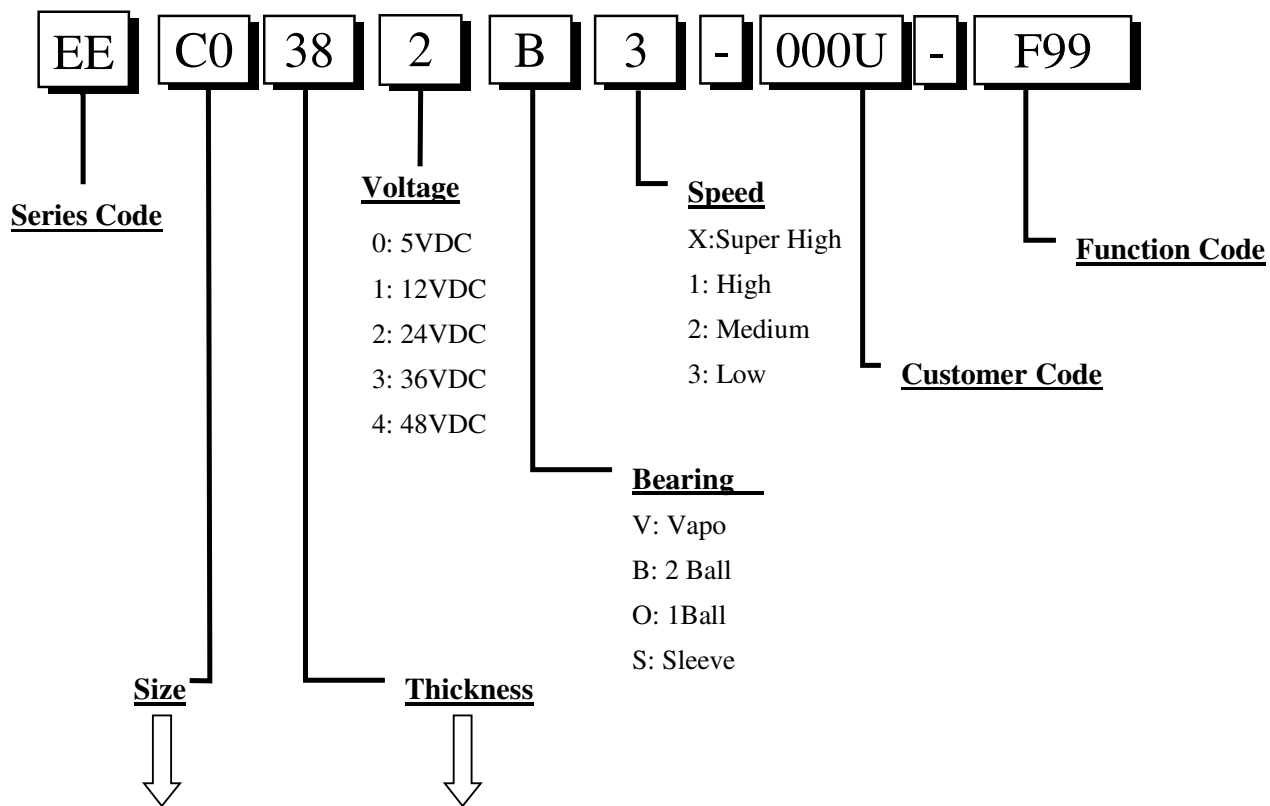 EE C0 38 2 B 3 - 000U - F99
Series Code
Voltage
0: 5VDC
1: 12VDC
2: 24VDC
3: 36VDC
4: 48VDC
Speed
X:Super High
1: High
2: Medium
3: Low
Function Code
Customer Code
Bearing
V: Vapo
B: 2 Ball
O: 1Ball
S: Sleeve
Size
Thickness